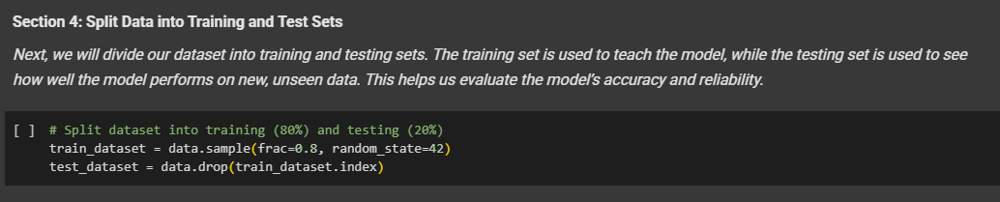 Section 4: Split Data into Training and Test Sets
Next, we will divide our dataset into training and testing sets. The training set is used to teach the model, while the testing set is used to see
how well the model performs on new, unseen data. This helps us evaluate the model's accuracy and reliability.
[ ] # Split dataset into training (80%) and testing (20%)
train_dataset = data.sample(frac=0.8, random_state=42)
test_dataset = data.drop(train_dataset.index)